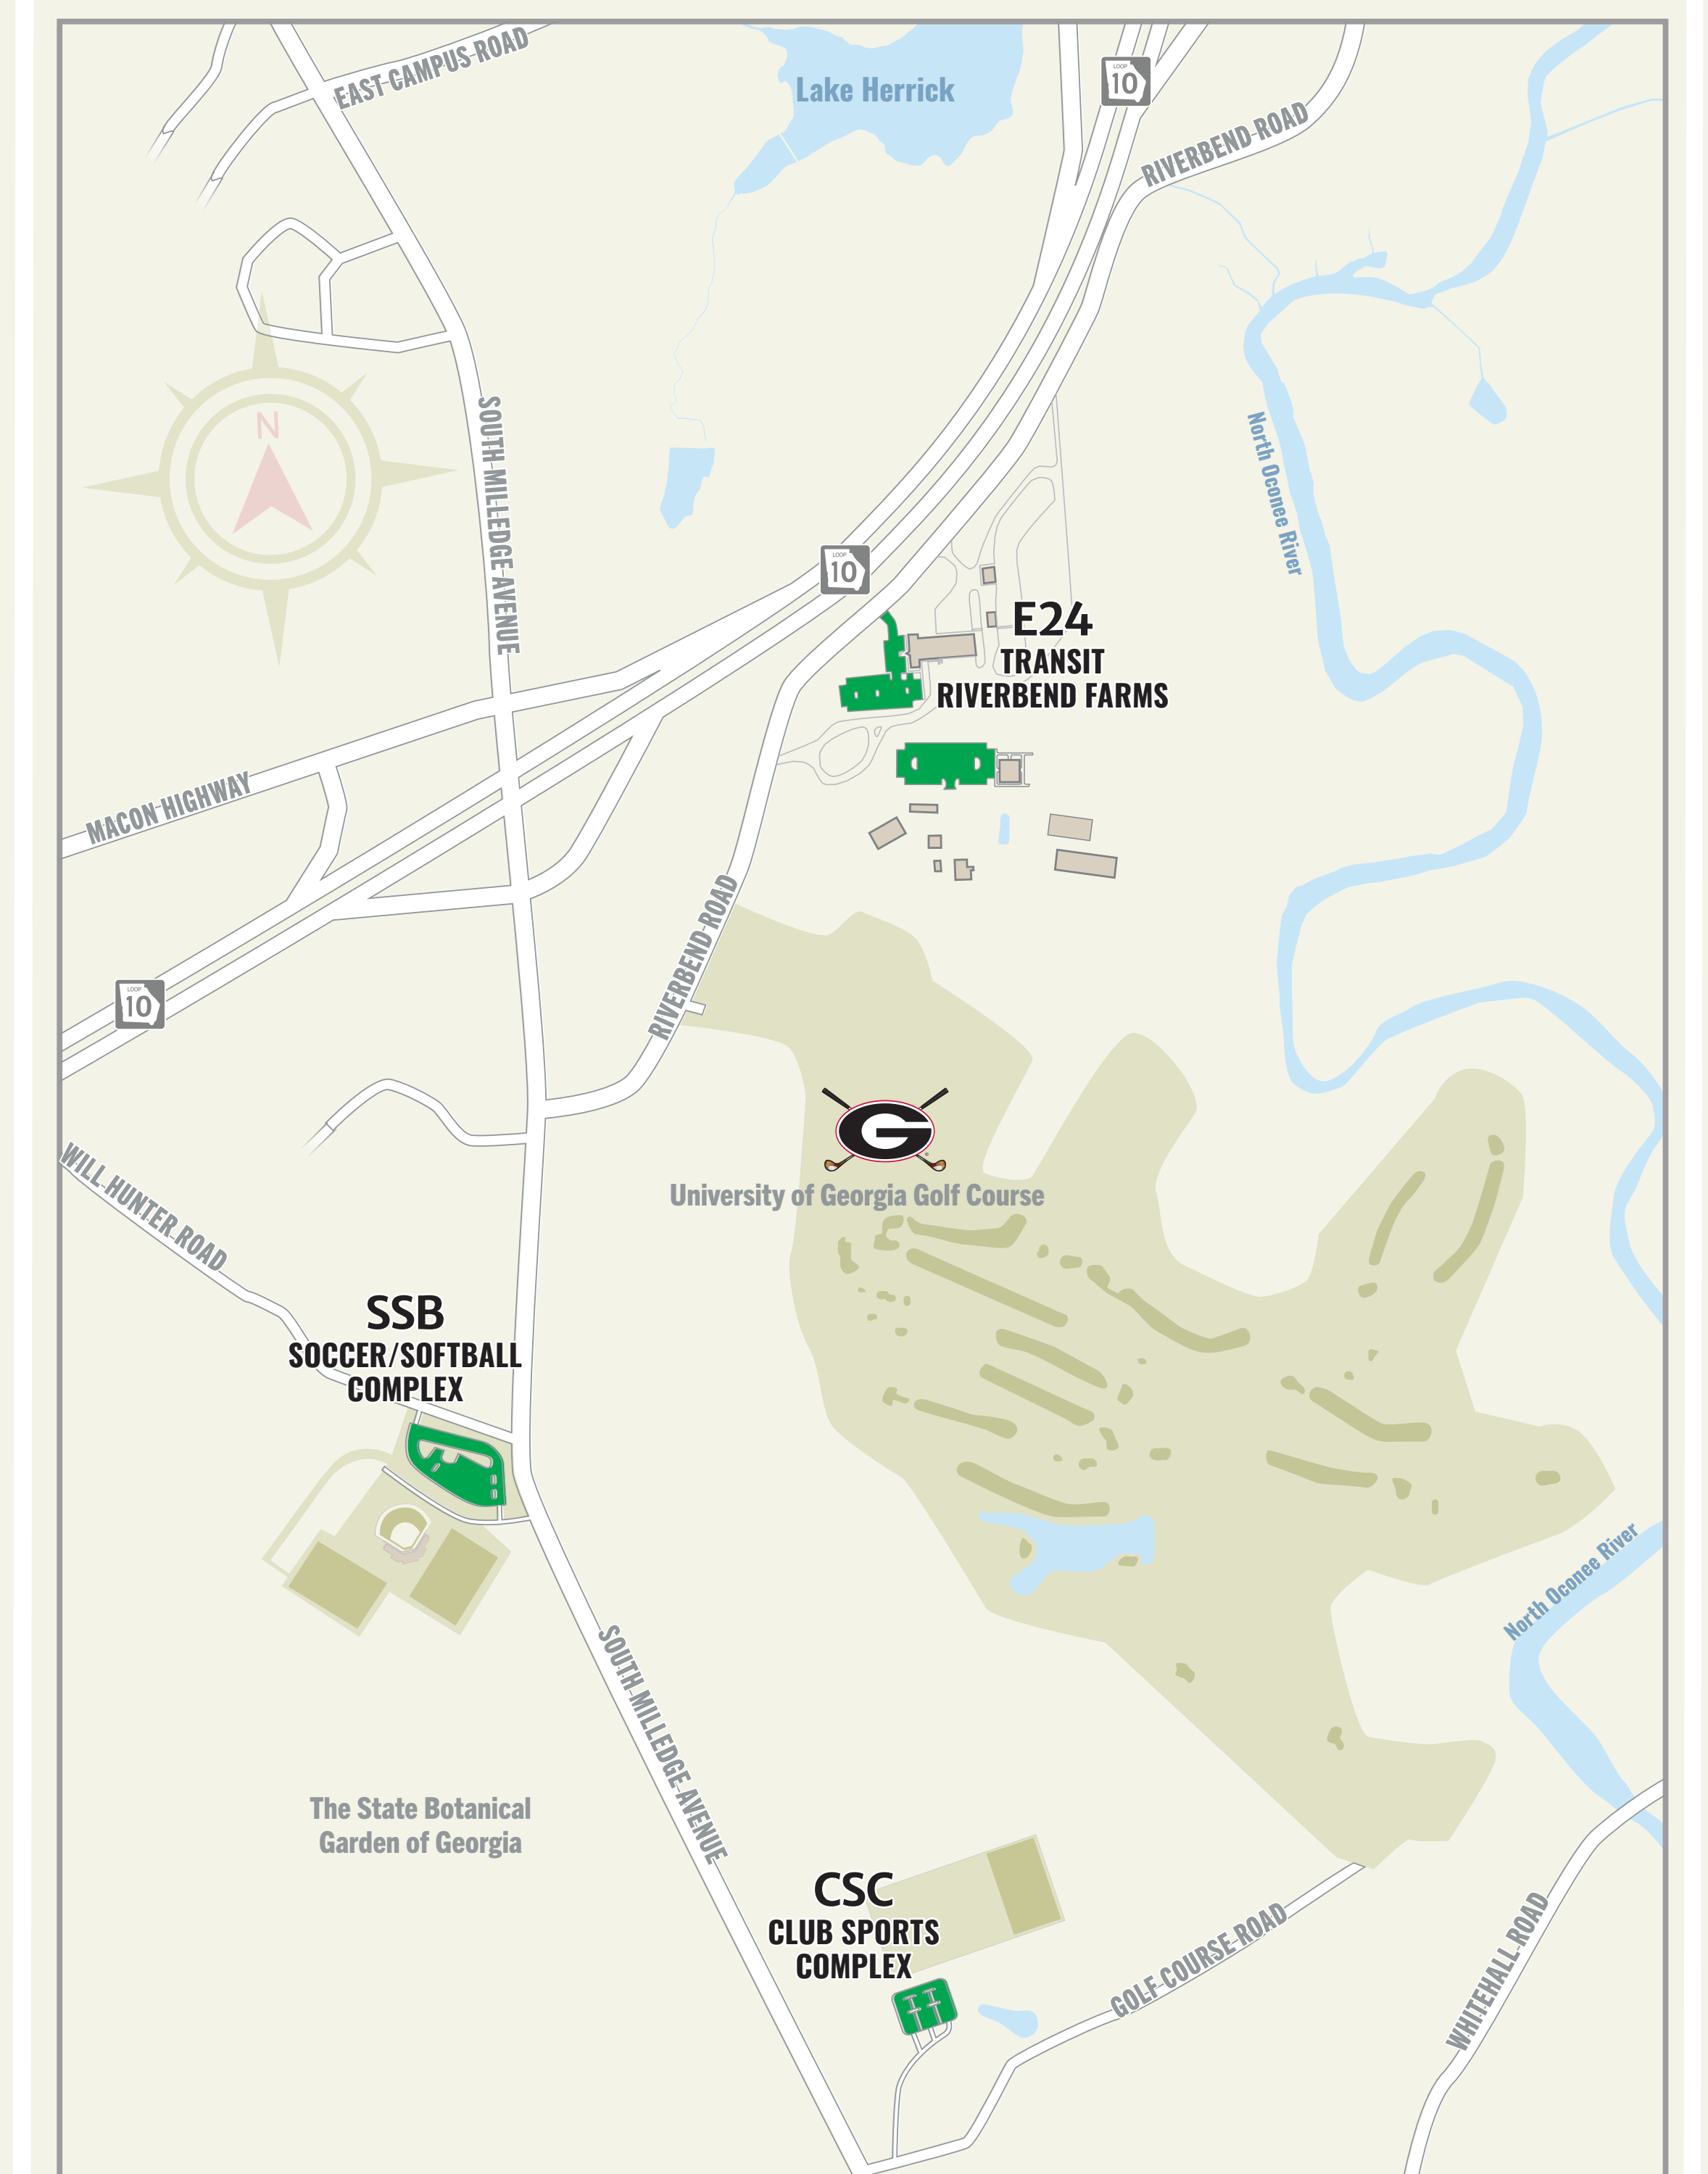 EAST CAMPUS ROAD
Lake Herrick
LOOP
10
RIVERBEND ROAD
N
SOUTH MILLEDGE AVENUE
North Oconee River
LOOP
10
E24
TRANSIT
RIVERBEND FARMS
MACON HIGHWAY
RIVERBEND ROAD
LOOP
10
G
University of Georgia Golf Course
WILL HUNTER ROAD
SSB
SOCCER/SOFTBALL
COMPLEX
North Oconee River
SOUTH MILLEDGE AVENUE
The State Botanical
Garden of Georgia
CSC
CLUB SPORTS
COMPLEX
GOLF COURSE ROAD
WHITEHALL ROAD